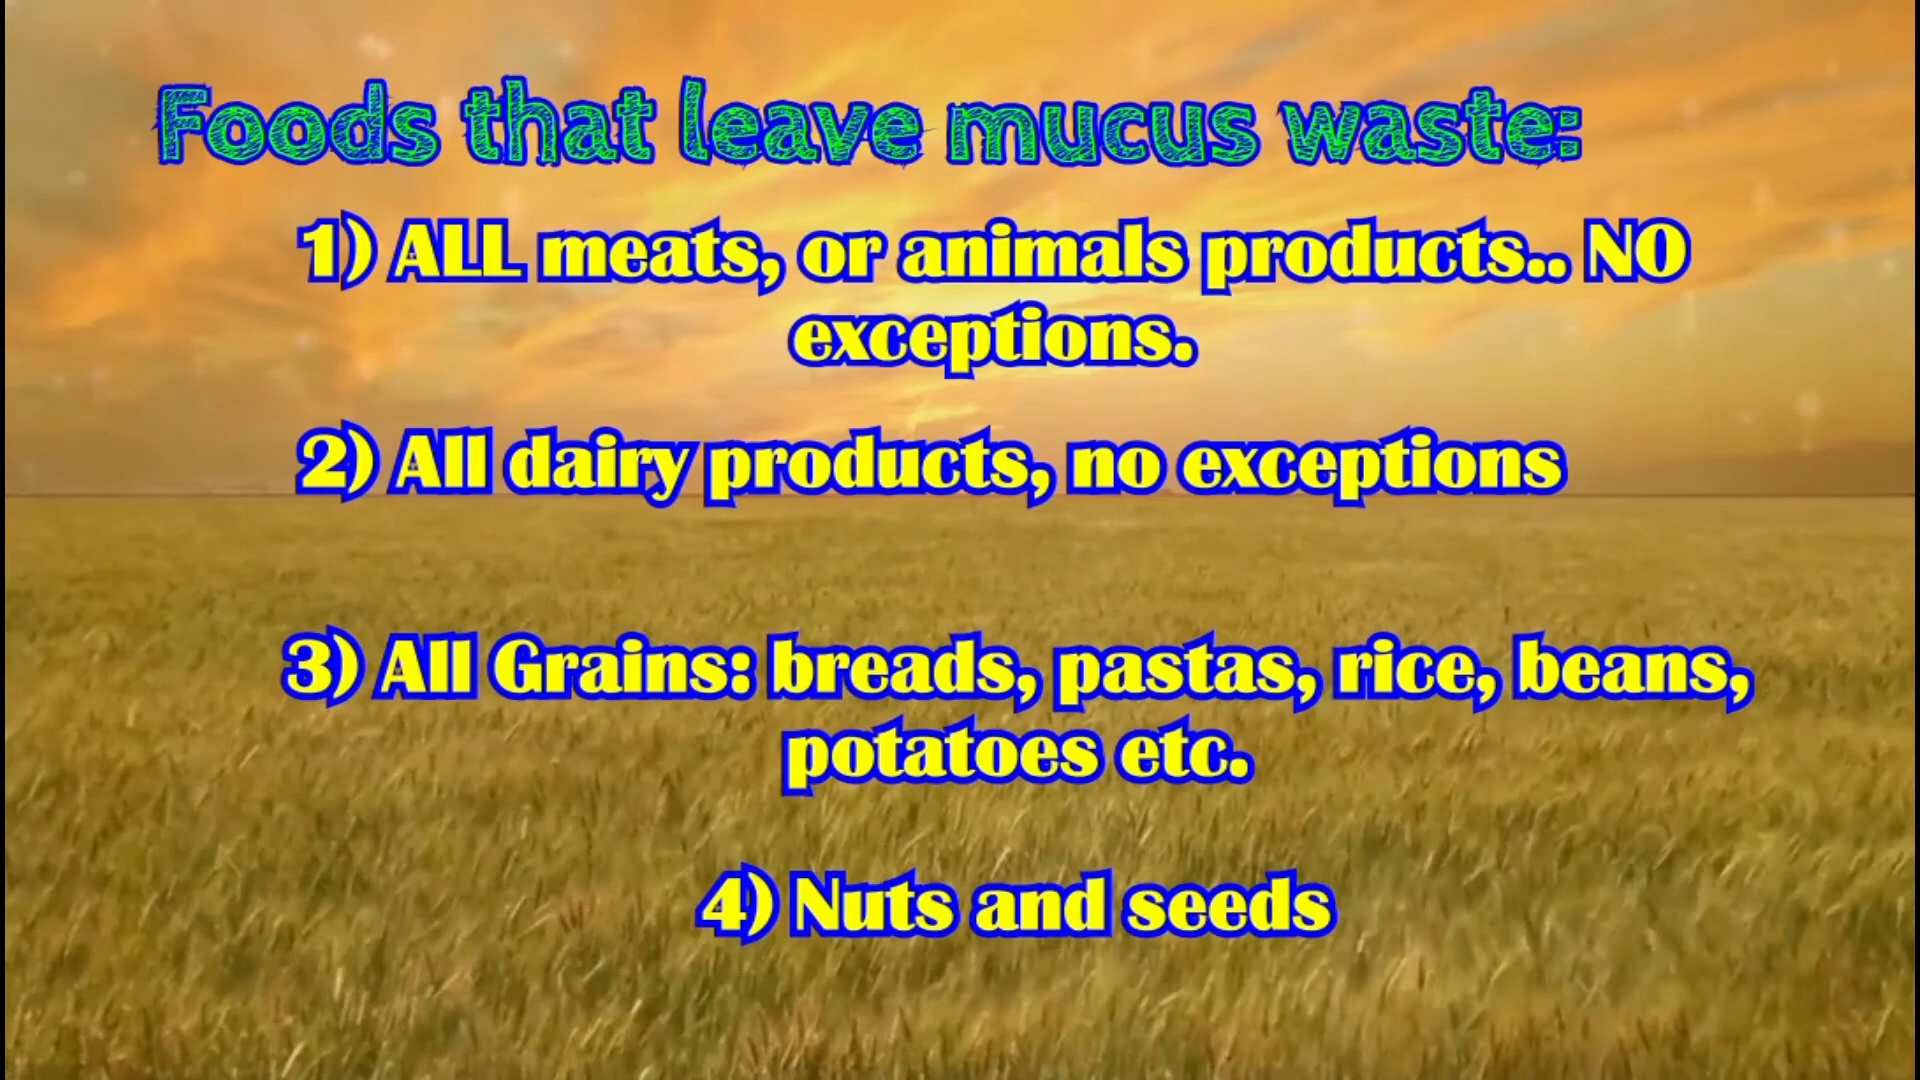 Foods that leave mucus waste:
1) ALL meats, or animals products.. NO
exceptions.
2) All dairy products, no exceptions
3) All Grains: breads, pastas, rice, beans,
potatoes etc.
4) Nuts and seeds